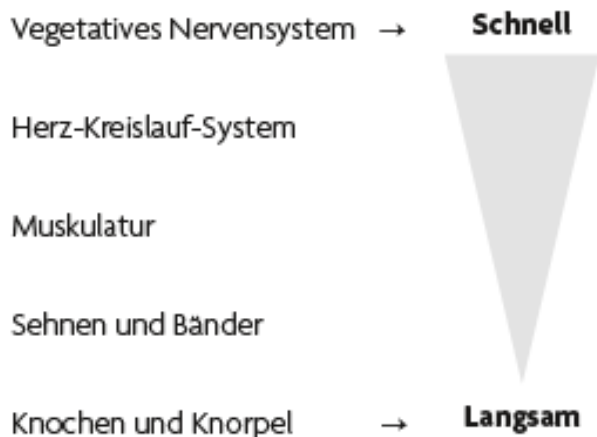 Vegetatives Nervensystem → Schnell
Herz-Kreislauf-System
Muskulatur
Sehnen und Bänder
Knochen und Knorpel → Langsam